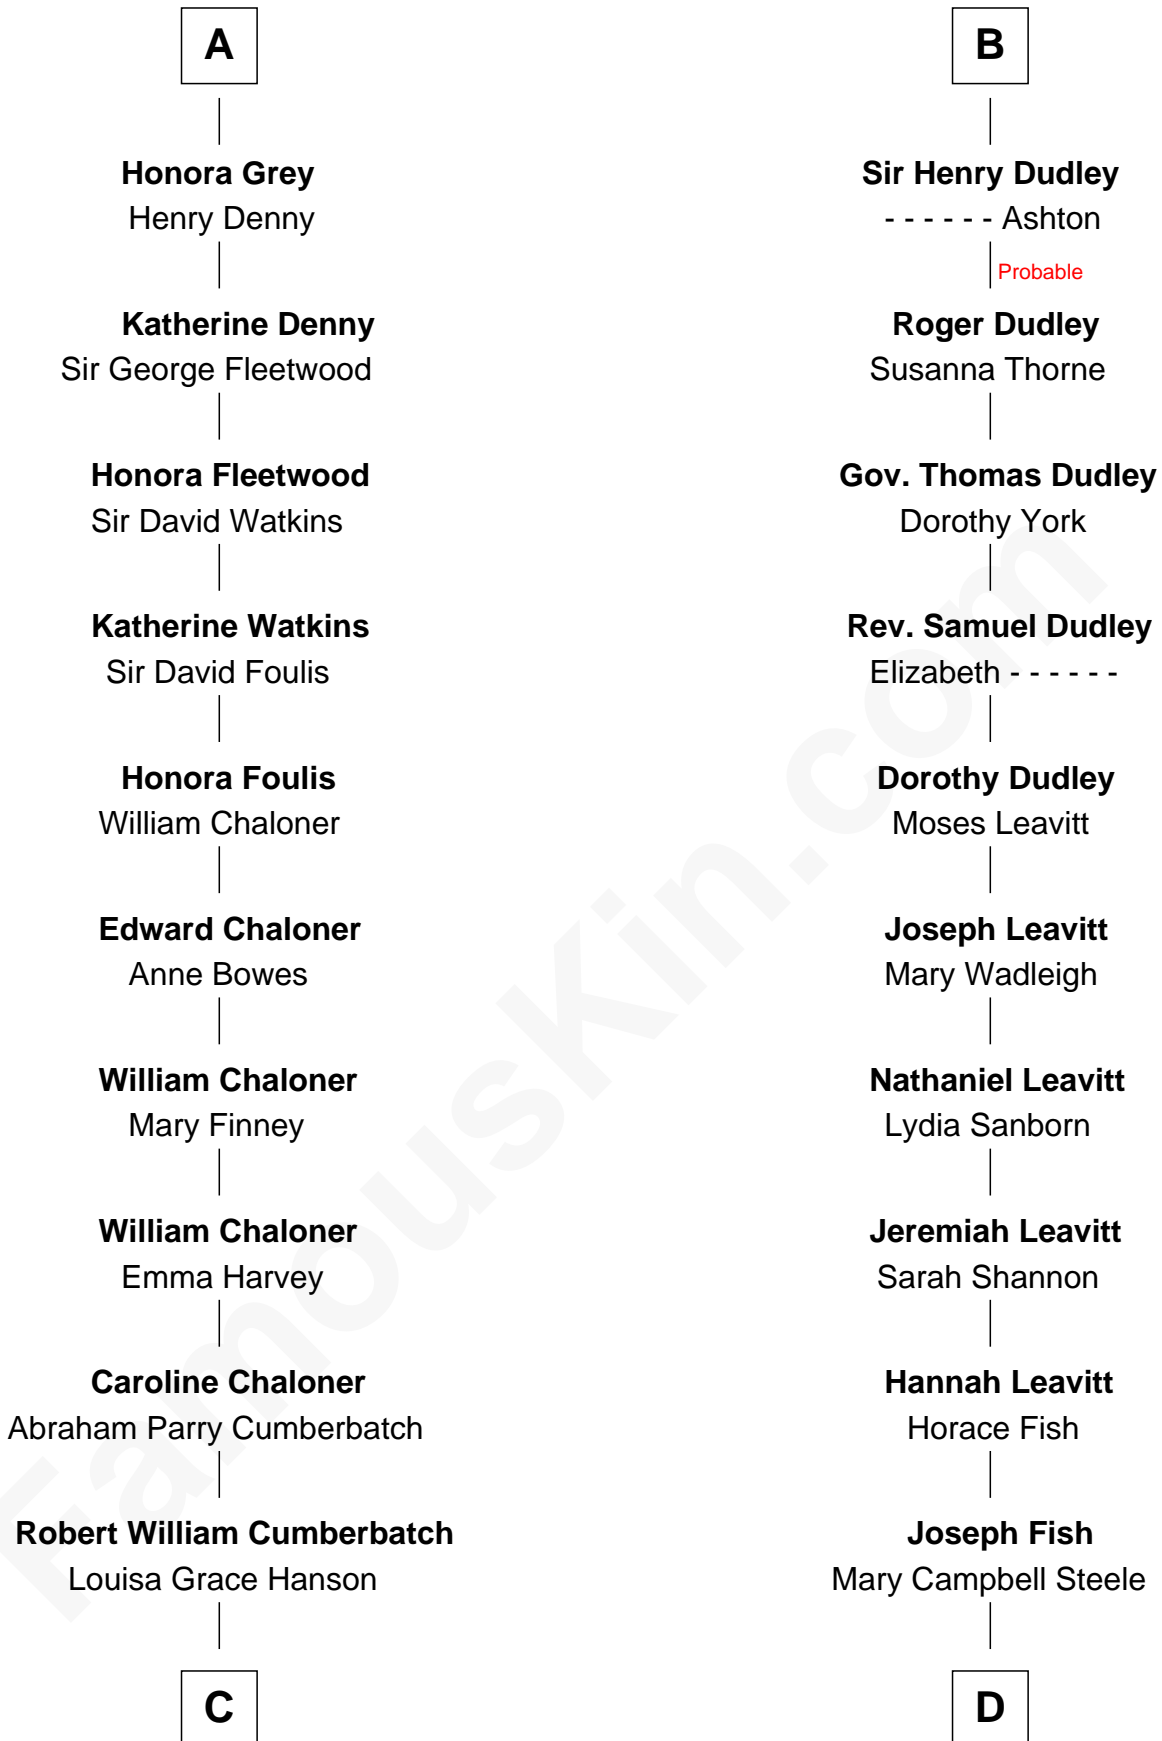 A
Honora Grey
Henry Denny
Katherine Denny
Sir George Fleetwood
Honora Fleetwood
Sir David Watkins
Katherine Watkins
Sir David Foulis
Honora Foulis
William Chaloner
Edward Chaloner
Anne Bowes
William Chaloner
Mary Finney
William Chaloner
Emma Harvey
Caroline Chaloner
Abraham Parry Cumberbatch
Robert William Cumberbatch
Louisa Grace Hanson
C
B
Sir Henry Dudley
- - - - - - Ashton
Probable
Roger Dudley
Susanna Thorne
Gov. Thomas Dudley
Dorothy York
Rev. Samuel Dudley
Elizabeth - - - - - -
Dorothy Dudley
Moses Leavitt
Joseph Leavitt
Mary Wadleigh
Nathaniel Leavitt
Lydia Sanborn
Jeremiah Leavitt
Sarah Shannon
Hannah Leavitt
Horace Fish
Joseph Fish
Mary Campbell Steele
D
FamousKin.com